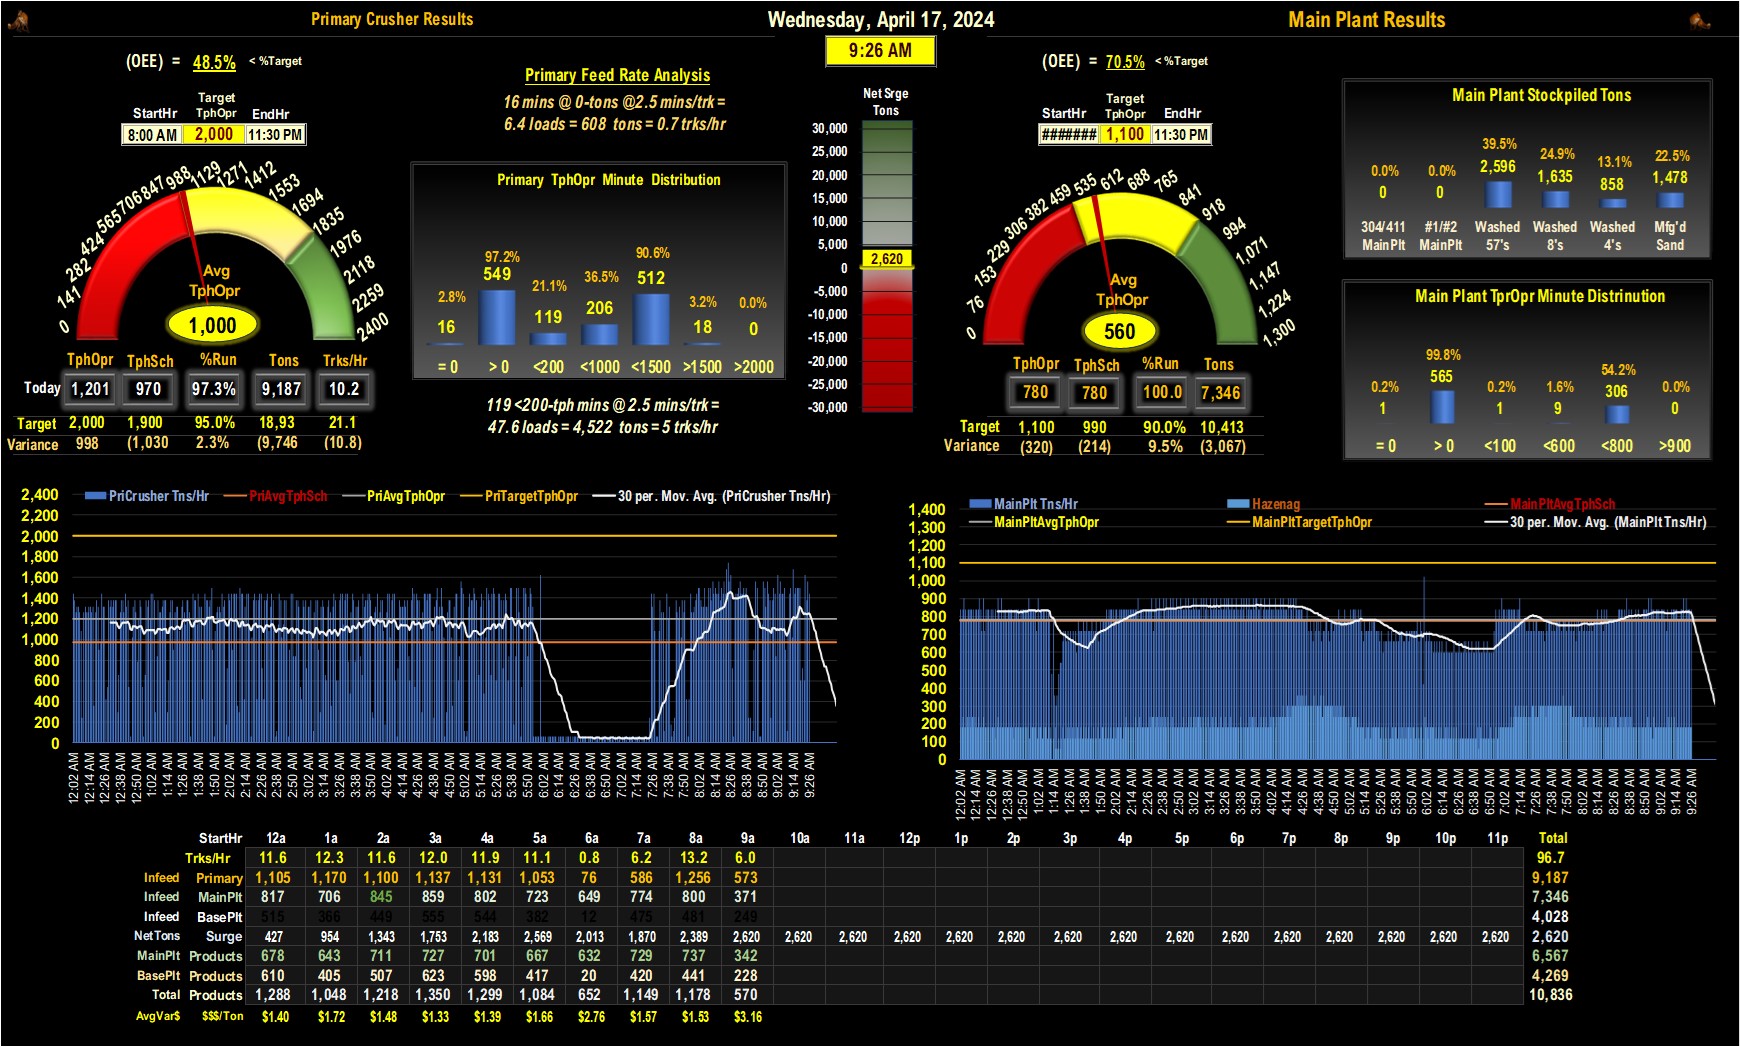 Primary Crusher Results
Wednesday, April 17, 2024
Main Plant Results
9:26 AM
(OEE) = 48.5% < %Target
Target
StartHr TphOpr EndHr
8:00 AM 2,000 11:30 PM
0 141 282 424 565 706 847 988 1129 1271 1412 1553 1694 1835 1976 2118 2259 2400
Avg
TphOpr
1,000
TphOpr TphSch %Run Tons Trks/Hr
Today 1,201 970 97.3% 9,187 10.2
Target 2,000 1,900 95.0% 18,93 21.1
Variance 998 (1,030 2.3% (9,746 (10.8)
Primary Feed Rate Analysis
16 mins @ 0-tons @2.5 mins/trk =
6.4 loads = 608 tons = 0.7 trks/hr
Primary TphOpr Minute Distribution
2.8% 97.2% 21.1% 36.5% 90.6% 3.2% 0.0%
16 549 119 206 512 18 0
= 0 > 0 <200 <1000 <1500 >1500 >2000
119 <200-tph mins @ 2.5 mins/trk =
47.6 loads = 4,522 tons = 5 trks/hr
Net Srge
Tons
30,000
25,000
20,000
15,000
10,000
5,000
2,620
0
-5,000
-10,000
-15,000
-20,000
-25,000
-30,000
(OEE) = 70.5% < %Target
Target
StartHr TphOpr EndHr
####### 1,100 11:30 PM
0 76 153 229 306 382 459 535 612 688 765 841 918 994 1,071 1,147 1,224 1,300
Avg
TphOpr
560
TphOpr TphSch %Run Tons
780 780 100.0 7,346
Target 1,100 990 90.0% 10,413
Variance (320) (214) 9.5% (3,067)
Main Plant Stockpiled Tons
0.0% 0.0% 39.5% 24.9% 13.1% 22.5%
0 0 2,596 1,635 858 1,478
304/411 #1/#2 Washed Washed Washed Mfg'd
MainPlt MainPlt 57's 8's 4's Sand
Main Plant TprOpr Minute Distrinution
0.2% 99.8% 0.2% 1.6% 54.2% 0.0%
1 565 1 9 306 0
= 0 > 0 <100 <600 <800 >900
PriCrusher Tns/Hr PriAvgTphSch PriAvgTphOpr PriTargetTphOpr 30 per. Mov. Avg. (PriCrusher Tns/Hr)
2,400
2,200
2,000
1,800
1,600
1,400
1,200
1,000
800
600
400
200
0
12:02 AM 12:14 AM 12:26 AM 12:38 AM 12:50 AM 1:02 AM 1:14 AM 1:26 AM 1:38 AM 1:50 AM 2:02 AM 2:14 AM 2:26 AM 2:38 AM 2:50 AM 3:02 AM 3:14 AM 3:26 AM 3:38 AM 3:50 AM 4:02 AM 4:14 AM 4:26 AM 4:38 AM 4:50 AM 5:02 AM 5:14 AM 5:26 AM 5:38 AM 5:50 AM 6:02 AM 6:14 AM 6:26 AM 6:38 AM 6:50 AM 7:02 AM 7:14 AM 7:26 AM 7:38 AM 7:50 AM 8:02 AM 8:14 AM 8:26 AM 8:38 AM 8:50 AM 9:02 AM 9:14 AM 9:26 AM
MainPlt Tns/Hr Hazenag MainPltAvgTphSch
MainPltAvgTphOpr MainPltTargetTphOpr 30 per. Mov. Avg. (MainPlt Tns/Hr)
1,400
1,300
1,200
1,100
1,000
900
800
700
600
500
400
300
200
100
0
12:02 AM 12:14 AM 12:26 AM 12:38 AM 12:50 AM 1:02 AM 1:14 AM 1:26 AM 1:38 AM 1:50 AM 2:02 AM 2:14 AM 2:26 AM 2:38 AM 2:50 AM 3:02 AM 3:14 AM 3:26 AM 3:38 AM 3:50 AM 4:02 AM 4:14 AM 4:26 AM 4:38 AM 4:50 AM 5:02 AM 5:14 AM 5:26 AM 5:38 AM 5:50 AM 6:02 AM 6:14 AM 6:26 AM 6:38 AM 6:50 AM 7:02 AM 7:14 AM 7:26 AM 7:38 AM 7:50 AM 8:02 AM 8:14 AM 8:26 AM 8:38 AM 8:50 AM 9:02 AM 9:14 AM 9:26 AM
StartHr 12a 1a 2a 3a 4a 5a 6a 7a 8a 9a 10a 11a 12p 1p 2p 3p 4p 5p 6p 7p 8p 9p 10p 11p Total
Trks/Hr 11.6 12.3 11.6 12.0 11.9 11.1 0.8 6.2 13.2 6.0 96.7
Infeed Primary 1,105 1,170 1,100 1,137 1,131 1,053 76 586 1,256 573 9,187
Infeed MainPlt 817 706 845 859 802 723 649 774 800 371 7,346
Infeed BasePlt 515 366 449 555 544 382 12 475 481 249 4,028
NetTons Surge 427 954 1,343 1,753 2,183 2,569 2,013 1,870 2,389 2,620 2,620 2,620 2,620 2,620 2,620 2,620 2,620 2,620 2,620 2,620 2,620 2,620 2,620 2,620 2,620
MainPlt Products 678 643 711 727 701 667 632 729 737 342 6,567
BasePlt Products 610 405 507 623 598 417 20 420 441 228 4,269
Total Products 1,288 1,048 1,218 1,350 1,299 1,084 652 1,149 1,178 570 10,836
AvgVar$ $$$/Ton $1.40 $1.72 $1.48 $1.33 $1.39 $1.66 $2.76 $1.57 $1.53 $3.16